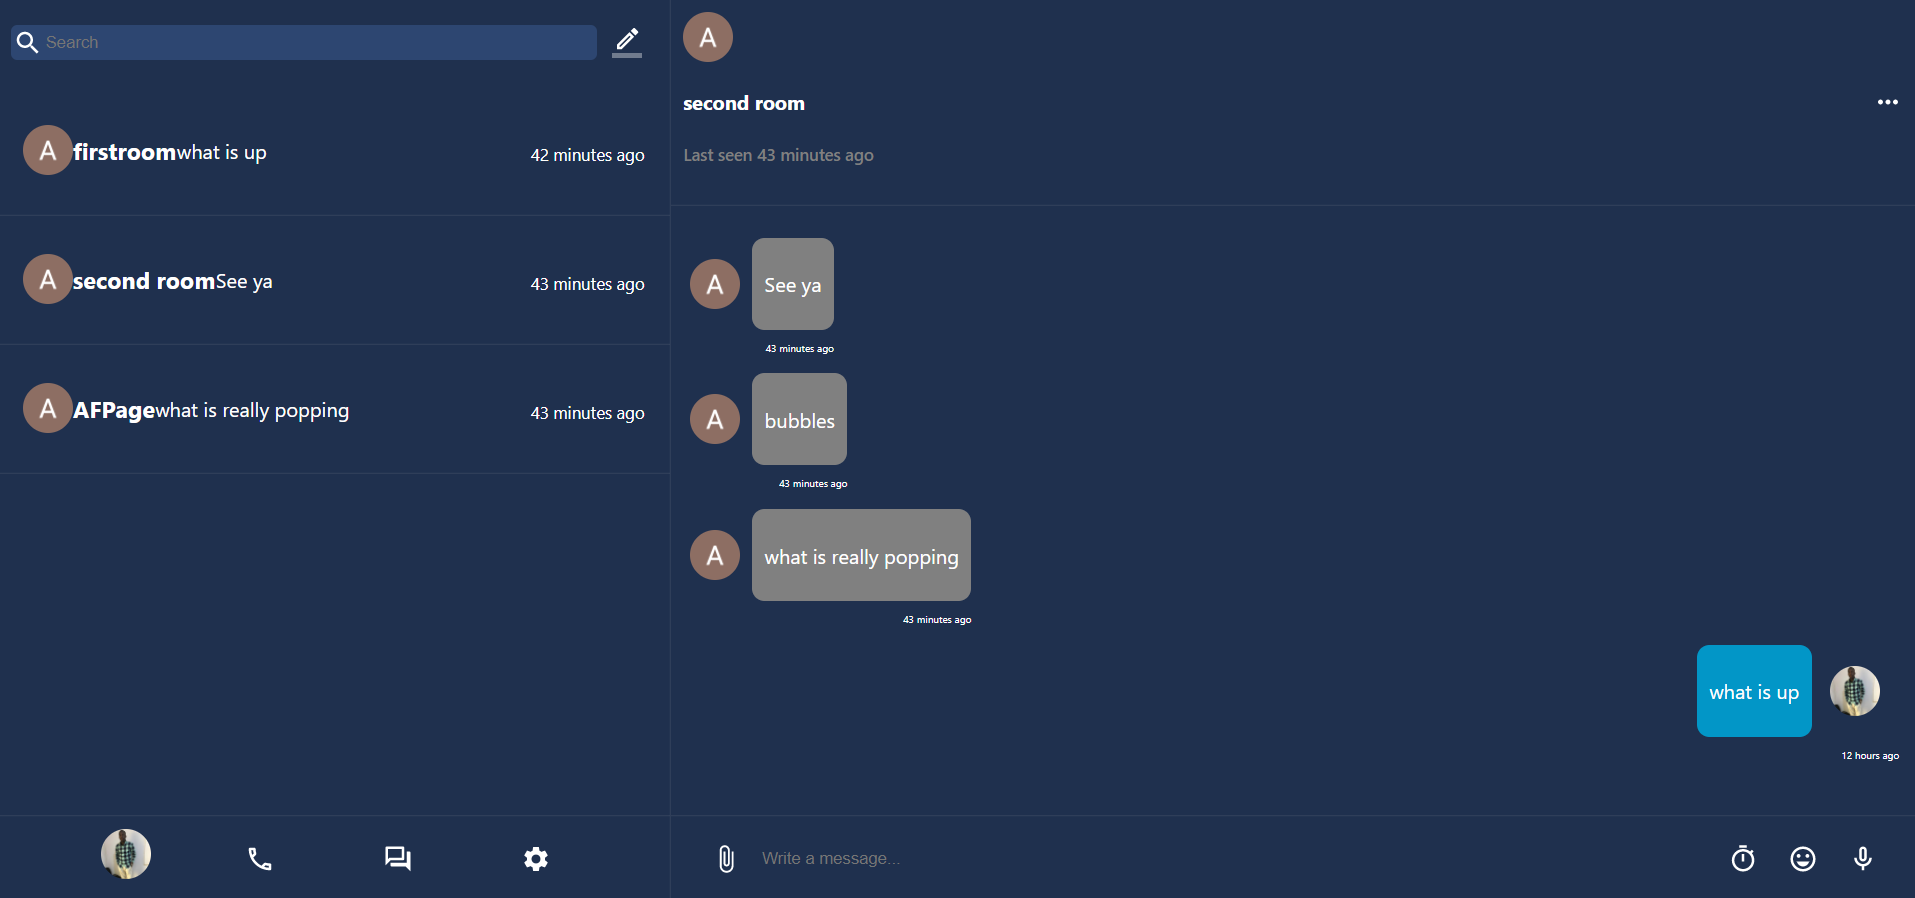 Search
A firstroomwhat is up 42 minutes ago
A second roomSee ya 43 minutes ago
A AFPagewhat is really popping 43 minutes ago
A
second room
Last seen 43 minutes ago
A See ya
43 minutes ago
A bubbles
43 minutes ago
A what is really popping
43 minutes ago
what is up
12 hours ago
Write a message...